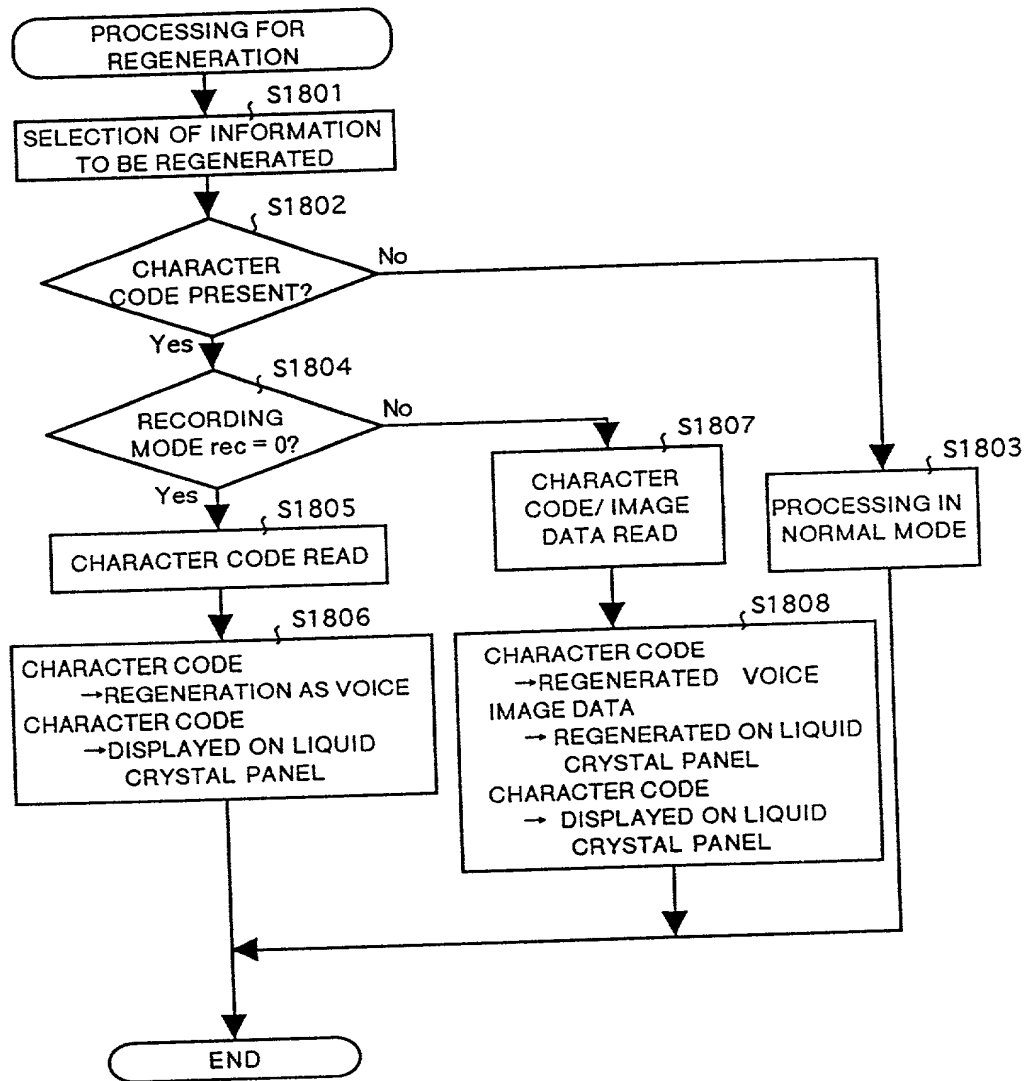 PROCESSING FOR
REGENERATION
S1801
SELECTION OF INFORMATION
TO BE REGENERATED
S1802
CHARACTER
CODE PRESENT?
No
Yes
S1804
RECORDING
MODE rec = 0?
No
Yes
S1805
CHARACTER CODE READ
S1806
CHARACTER CODE
→REGENERATION AS VOICE
CHARACTER CODE
→DISPLAYED ON LIQUID
CRYSTAL PANEL
S1807
CHARACTER
CODE/ IMAGE
DATA READ
S1808
CHARACTER CODE
→REGENERATED VOICE
IMAGE DATA
→ REGENERATED ON LIQUID
CRYSTAL PANEL
CHARACTER CODE
→ DISPLAYED ON LIQUID
CRYSTAL PANEL
S1803
PROCESSING IN
NORMAL MODE
END